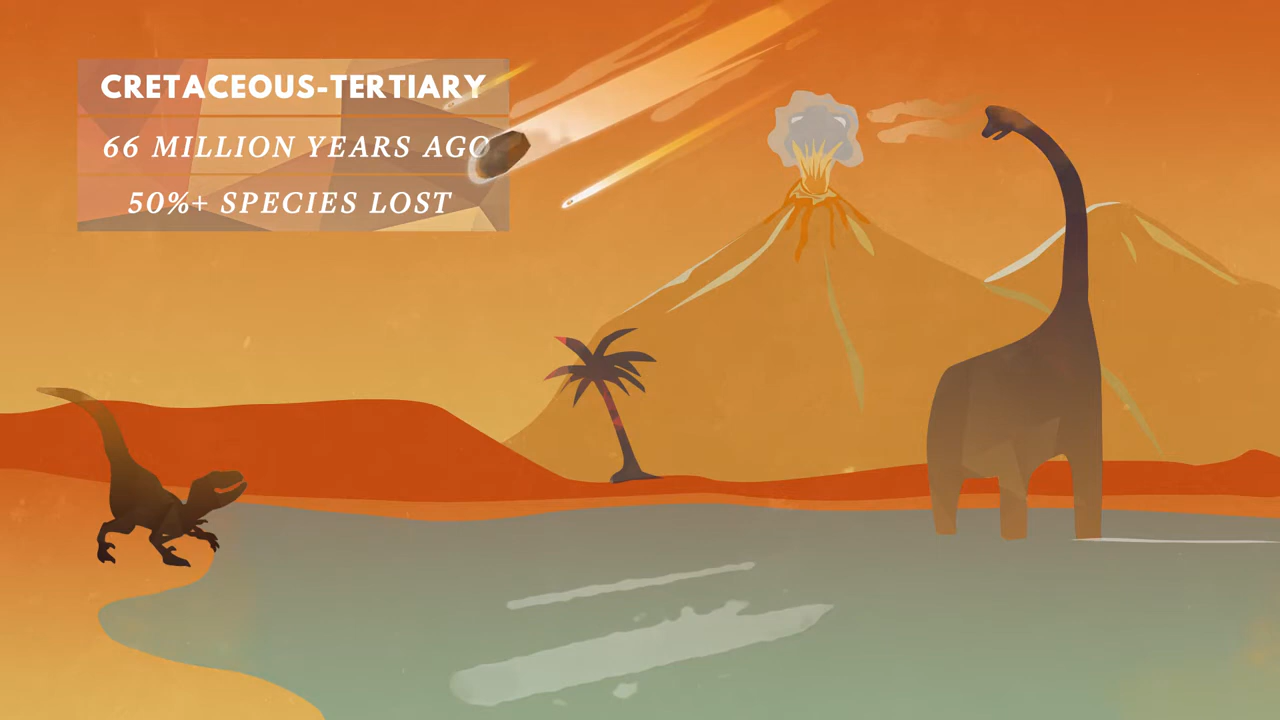 CRETACEOUS-TERTIARY
66 MILLION YEARS AGO
50%+ SPECIES LOST